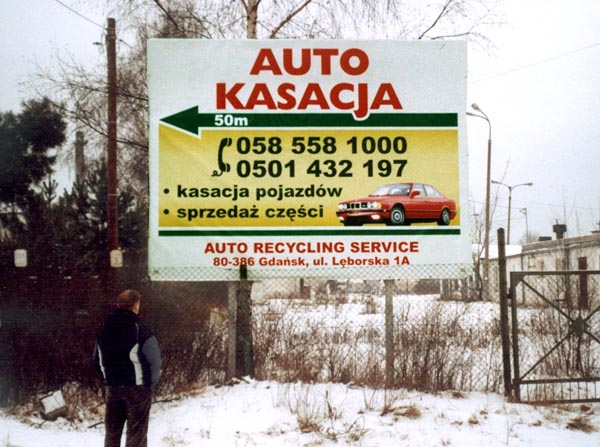 AUTO
KASACJA
50m
058 558 1000
0501 432 197
• kasacja pojazdów
• sprzedaż części
AUTO RECYCLING SERVICE
80-386 Gdańsk, ul. Lęborska 1A